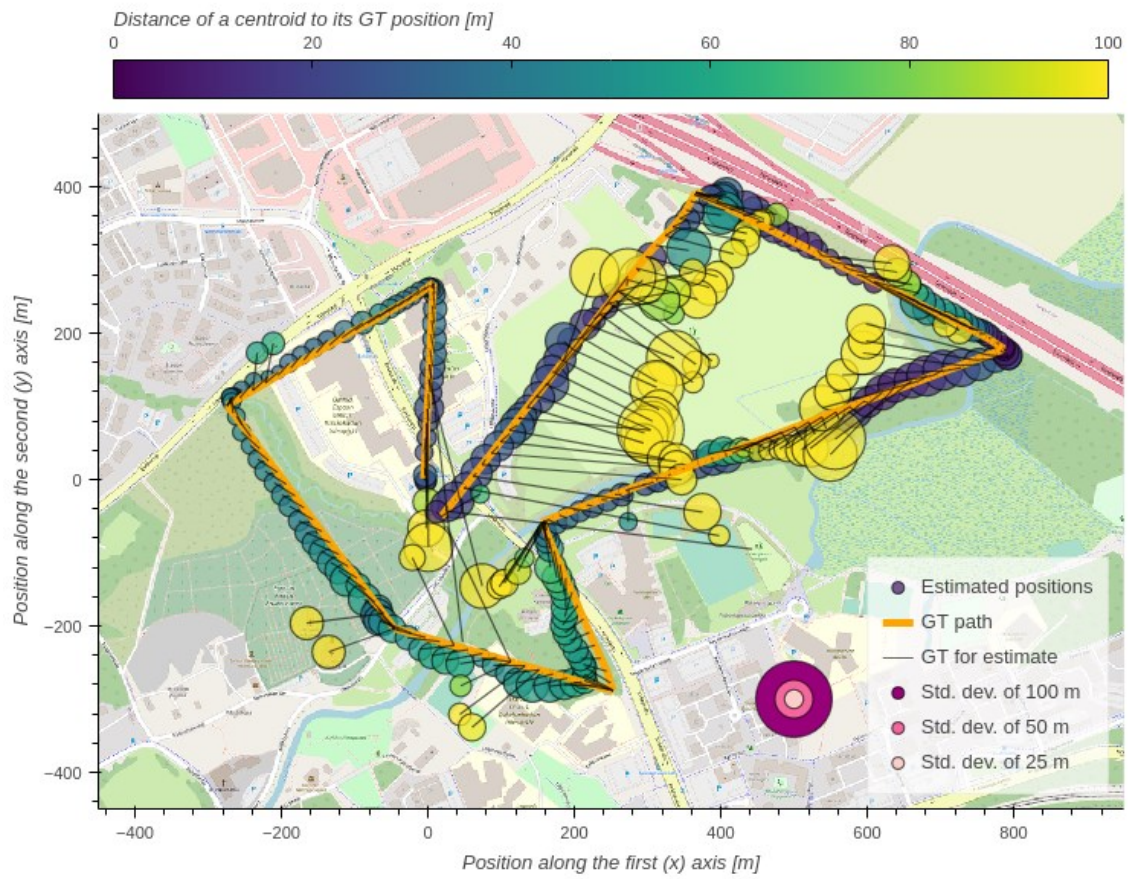 Distance of a centroid to its GT position [m]
0 20 40 60 80 100
400
200
0
−200
−400
Position along the second (y) axis [m]
Estimated positions
GT path
GT for estimate
Std. dev. of 100 m
Std. dev. of 50 m
Std. dev. of 25 m
−400 −200 0 200 400 600 800
Position along the first (x) axis [m]